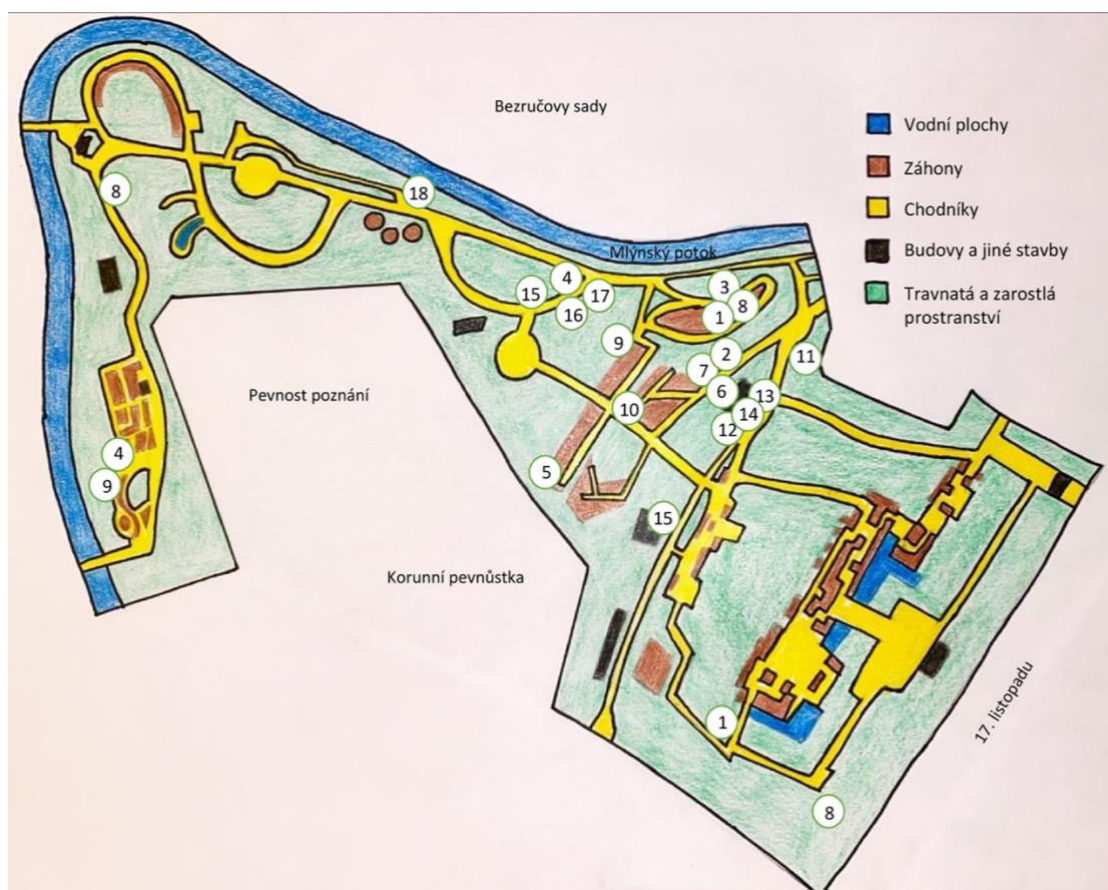 Bezručovy sady
Vodní plochy
Záhony
Chodníky
Budovy a jiné stavby
Travnatá a zarostlá
prostranství
8
18
Mlýnský potok
4
3
15
17
8
16
1
9
2
11
7
Pevnost poznání
6
13
10
14
12
4
5
9
15
Korunní pevnůstka
17. listopadu
1
8